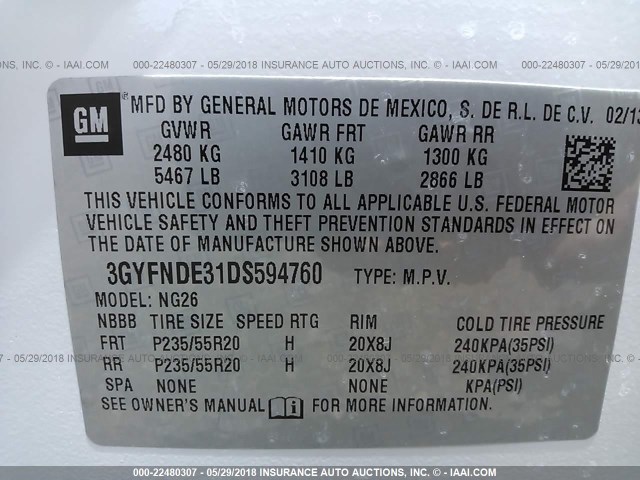 000-22480307 - 05/29/2018 INSURANCE AUTO AUCTIONS, INC. - © IAAI.COM
GM ® MFD BY GENERAL MOTORS DE MEXICO, S. DE R.L. DE C.V. 02/13
GVWR GAWR FRT GAWR RR
2480 KG 1410 KG 1300 KG
5467 LB 3108 LB 2866 LB
THIS VEHICLE CONFORMS TO ALL APPLICABLE U.S. FEDERAL MOTOR
VEHICLE SAFETY AND THEFT PREVENTION STANDARDS IN EFFECT ON
THE DATE OF MANUFACTURE SHOWN ABOVE.
3GYFNDE31DS594760 TYPE: M.P.V.
MODEL: NG26
NBBB TIRE SIZE SPEED RTG RIM COLD TIRE PRESSURE
FRT P235/55R20 H 20X8J 240KPA(35PSI)
RR P235/55R20 H 20X8J 240KPA(35PSI)
SPA NONE NONE KPA(PSI)
SEE OWNER'S MANUAL i FOR MORE INFORMATION.
000-22480307 - 05/29/2018 INSURANCE AUTO AUCTIONS, INC. - © IAAI.COM
000-22480307 - 05/29/2018 INSURANCE AUTO AUCTIONS, INC. - © IAAI.COM